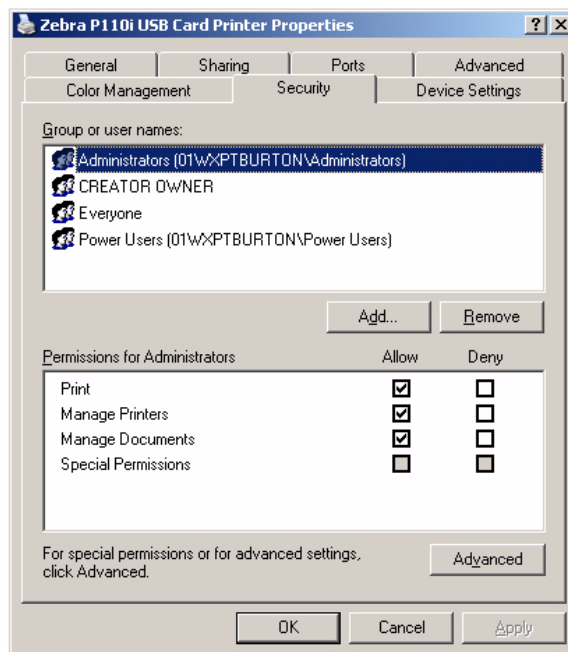 Zebra P110i USB Card Printer Properties
General Sharing Ports Advanced
Color Management Security Device Settings
Group or user names:
Administrators (01WXPTBURTON\Administrators)
CREATOR OWNER
Everyone
Power Users (01WXPTBURTON\Power Users)
Add... Remove
Permissions for Administrators Allow Deny
Print
Manage Printers
Manage Documents
Special Permissions
For special permissions or for advanced settings,
click Advanced.
Advanced
OK Cancel Apply